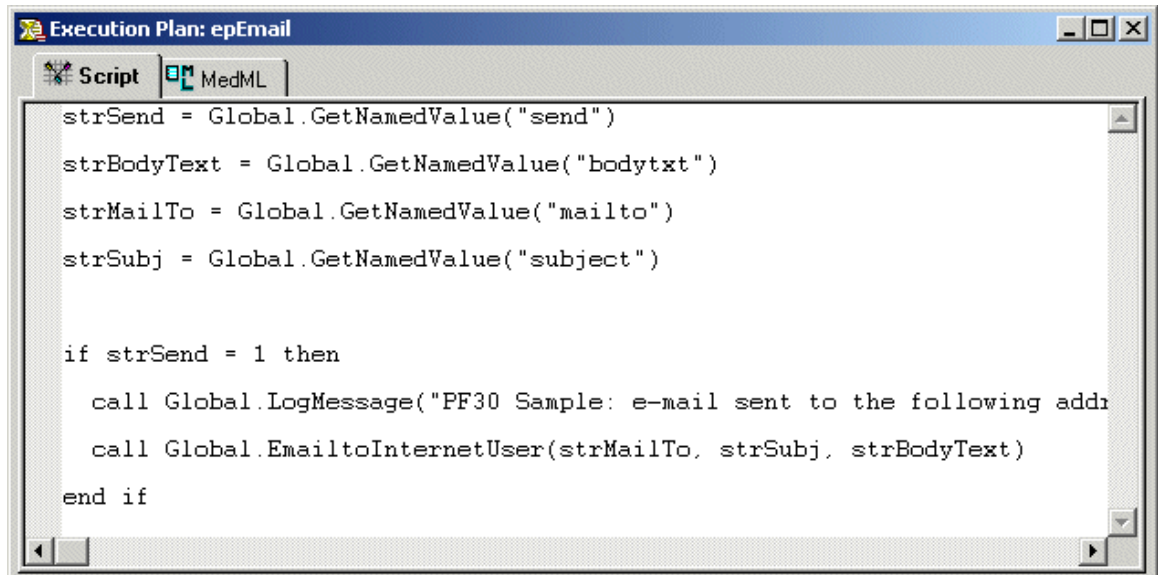 Execution Plan: epEmail
Script MedML
strSend = Global.GetNamedValue("send")
strBodyText = Global.GetNamedValue("bodytxt")
strMailTo = Global.GetNamedValue("mailto")
strSubj = Global.GetNamedValue("subject")
if strSend = 1 then
call Global.LogMessage("PF30 Sample: e-mail sent to the following addr
call Global.EmailtoInternetUser(strMailTo, strSubj, strBodyText)
end if